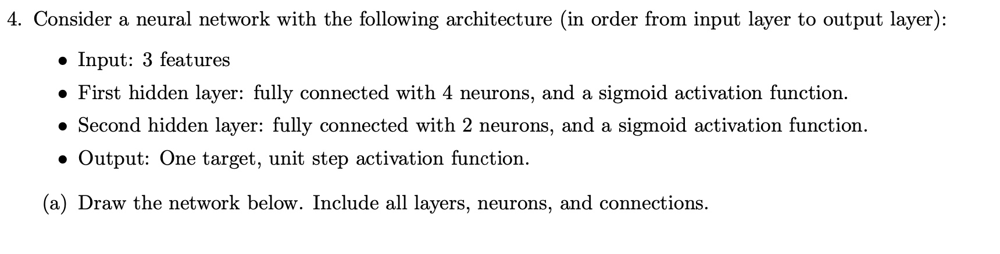 4. Consider a neural network with the following architecture (in order from input layer to output layer):
• Input: 3 features
• First hidden layer: fully connected with 4 neurons, and a sigmoid activation function.
• Second hidden layer: fully connected with 2 neurons, and a sigmoid activation function.
• Output: One target, unit step activation function.
(a) Draw the network below. Include all layers, neurons, and connections.